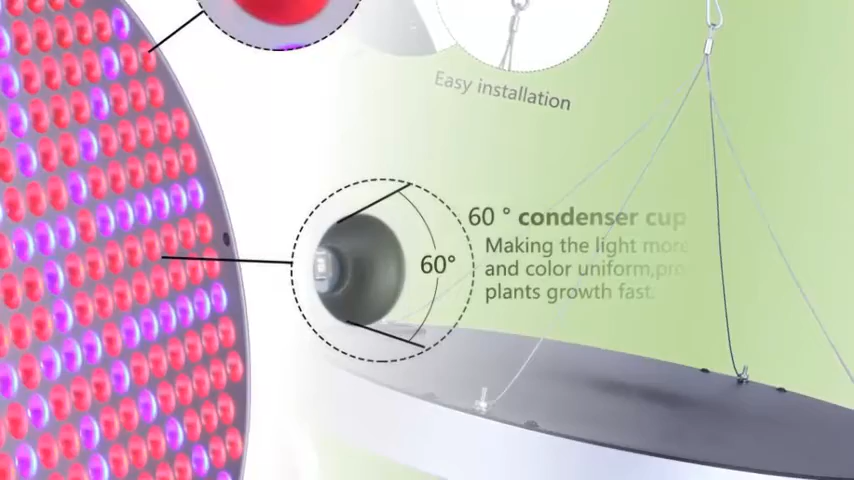 Easy installation
60 ° condenser cup
Making the light more
60°
and color uniform,pro
plants growth fast.